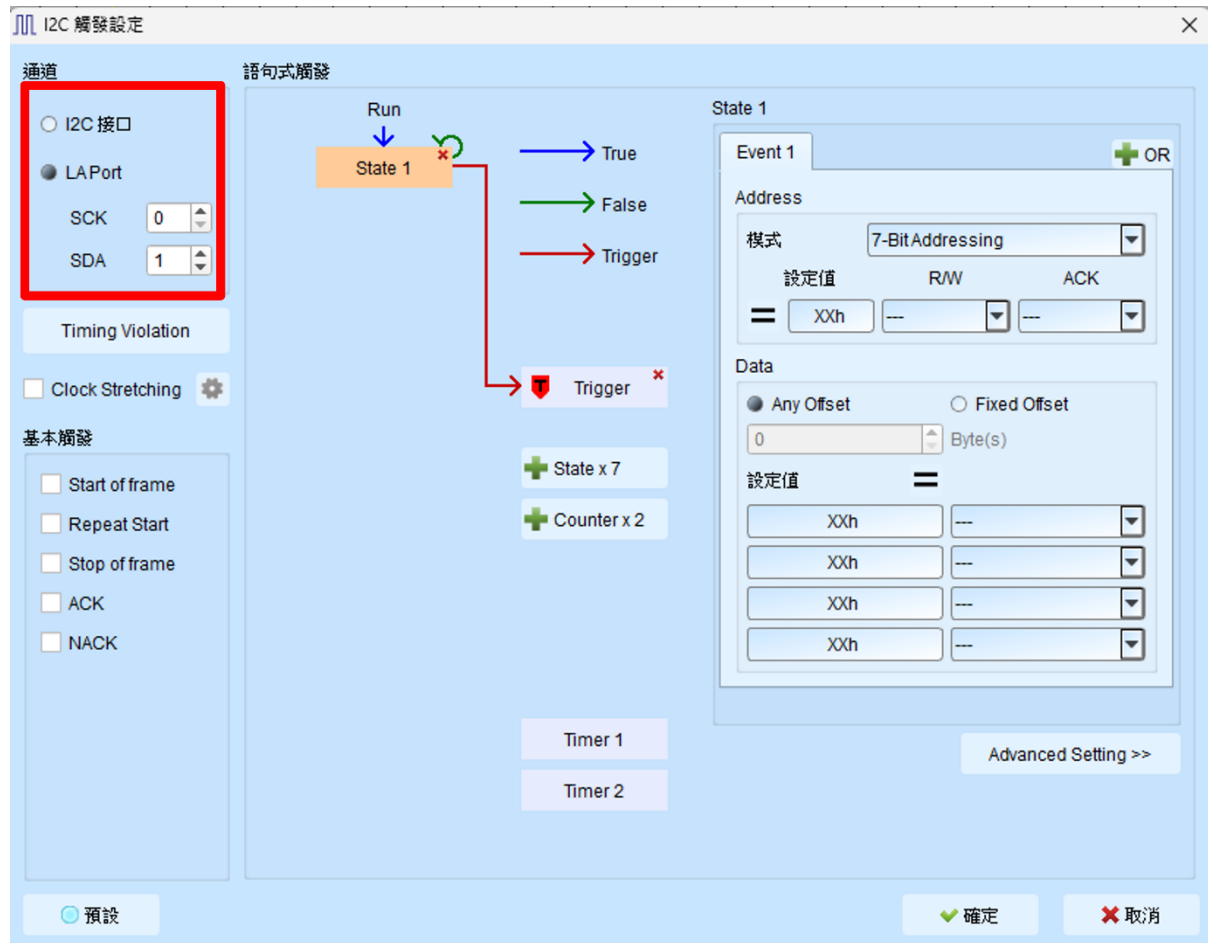 I2C 觸發設定
通道
I2C 接口
LA Port
SCK 0
SDA 1
Timing Violation
Clock Stretching
基本觸發
Start of frame
Repeat Start
Stop of frame
ACK
NACK
語句式觸發
Run
State 1
True
False
Trigger
T Trigger
State x 7
Counter x 2
Timer 1
Timer 2
State 1
Event 1
OR
Address
模式 7-Bit Addressing
設定值 R/W ACK
= XXh --- ---
Data
Any Offset Fixed Offset
0 Byte(s)
設定值 =
XXh ---
XXh ---
XXh ---
XXh ---
Advanced Setting >>
預設 確定 取消